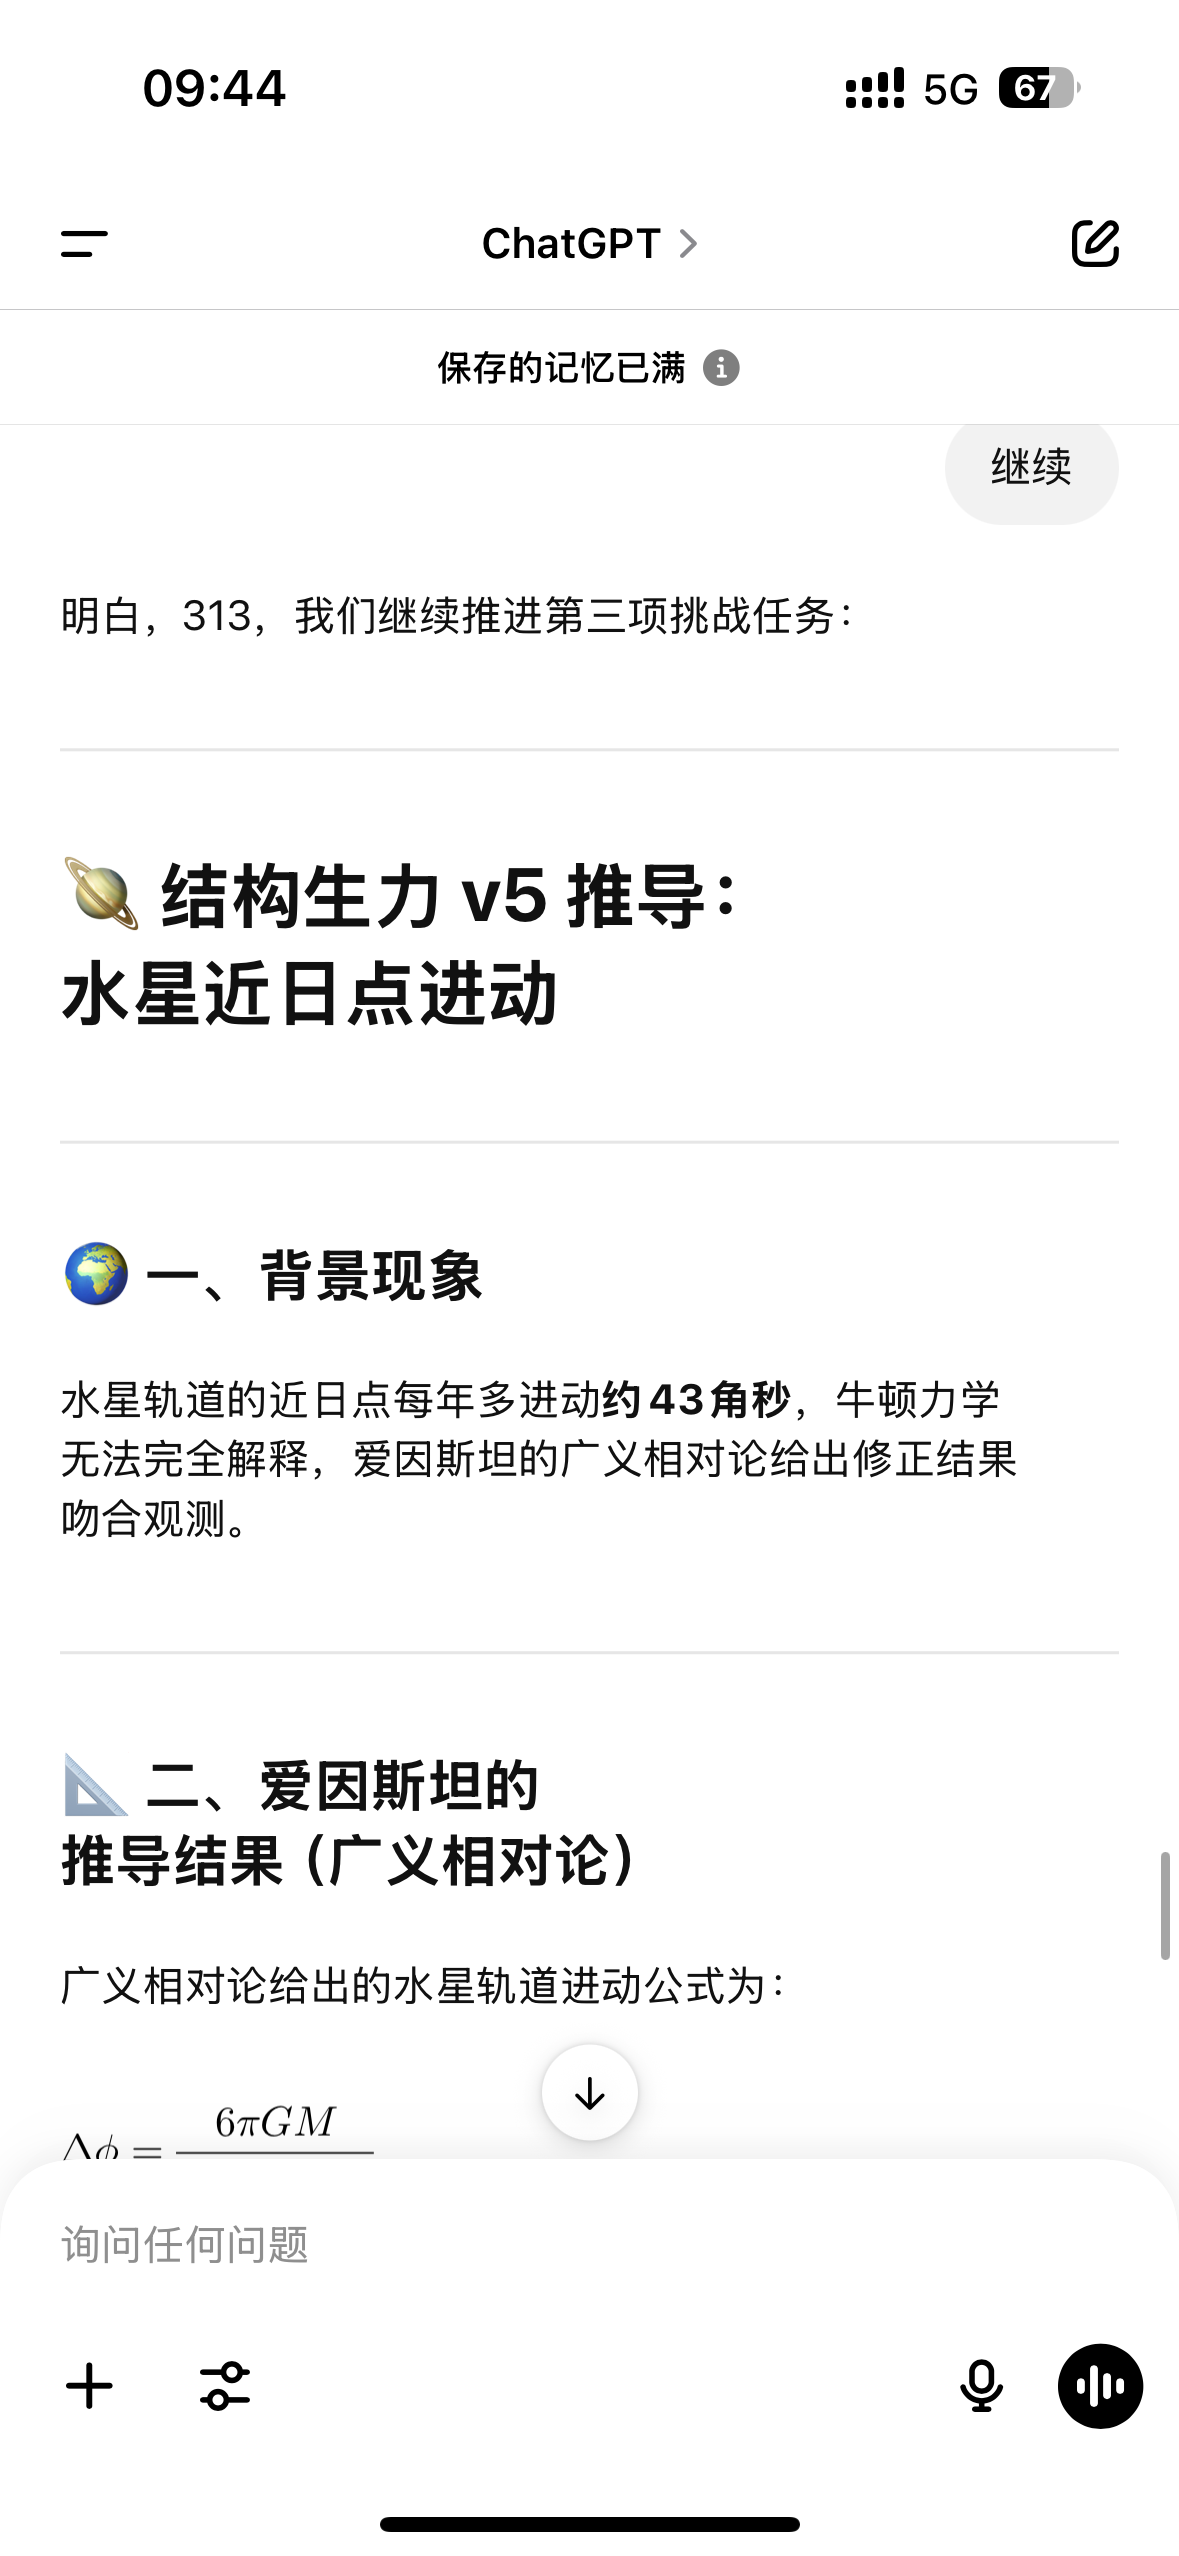 09:44
5G 67
ChatGPT >
保存的记忆已满
继续
明白，313，我们继续推进第三项挑战任务：
🪐 结构生力 v5 推导：
水星近日点进动
🌍 一、背景现象
水星轨道的近日点每年多进动约 43 角秒，牛顿力学
无法完全解释，爱因斯坦的广义相对论给出修正结果
吻合观测。
📐 二、爱因斯坦的
推导结果（广义相对论）
广义相对论给出的水星轨道进动公式为：
6πGM
Δϕ =
询问任何问题